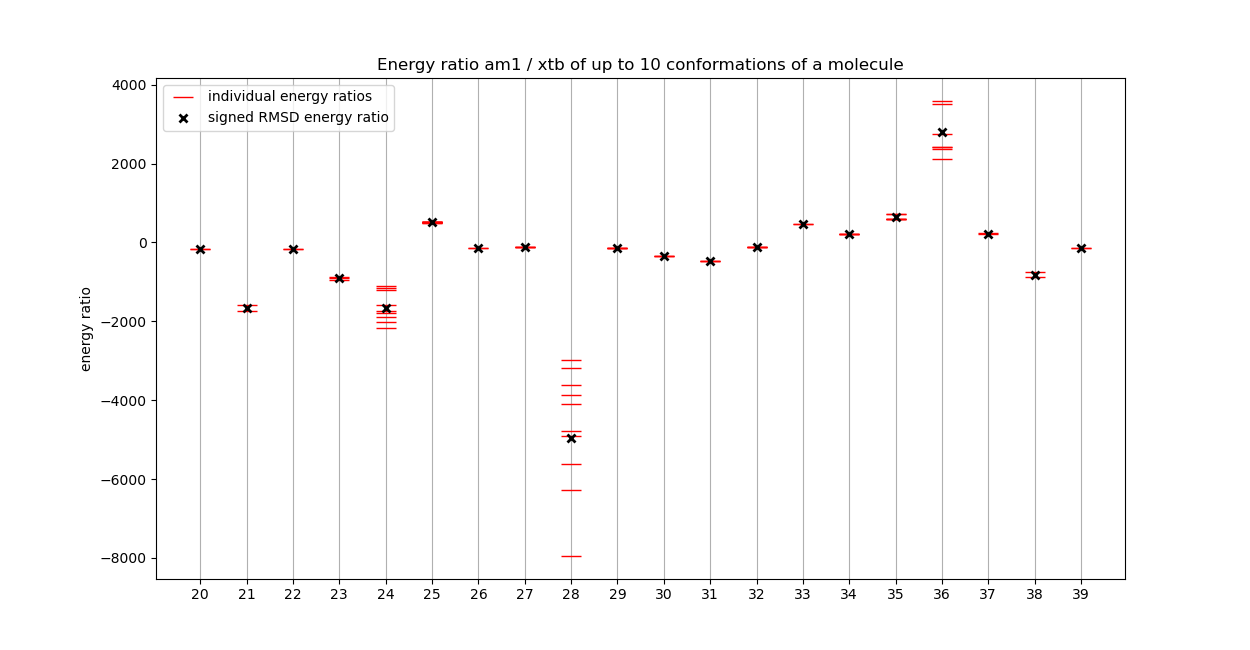 Energy ratio am1 / xtb of up to 10 conformations of a molecule
individual energy ratios
signed RMSD energy ratio
energy ratio
4000
2000
0
−2000
−4000
−6000
−8000
20 21 22 23 24 25 26 27 28 29 30 31 32 33 34 35 36 37 38 39